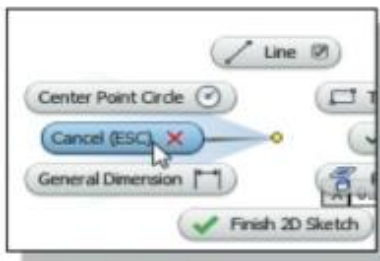 Line
Center Point Circle
Cancel (ESC)
General Dimension
Finish 2D Sketch